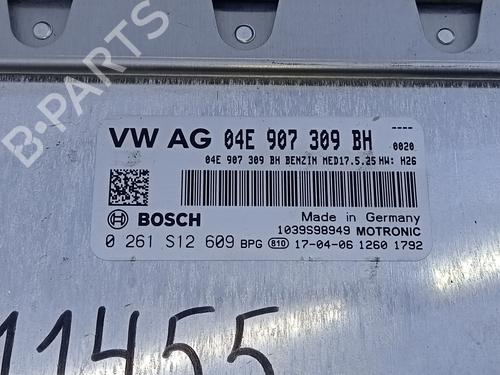 B-PARTS
VW AG 04E 907 309 BH ---- 0020
04E 907 309 BH BENZIN MED17.5.25 HW: H26
BOSCH
Made in Germany
1039S98949 MOTRONIC
0 261 S12 609 BPG 810 17-04-06 1260 1792
11455